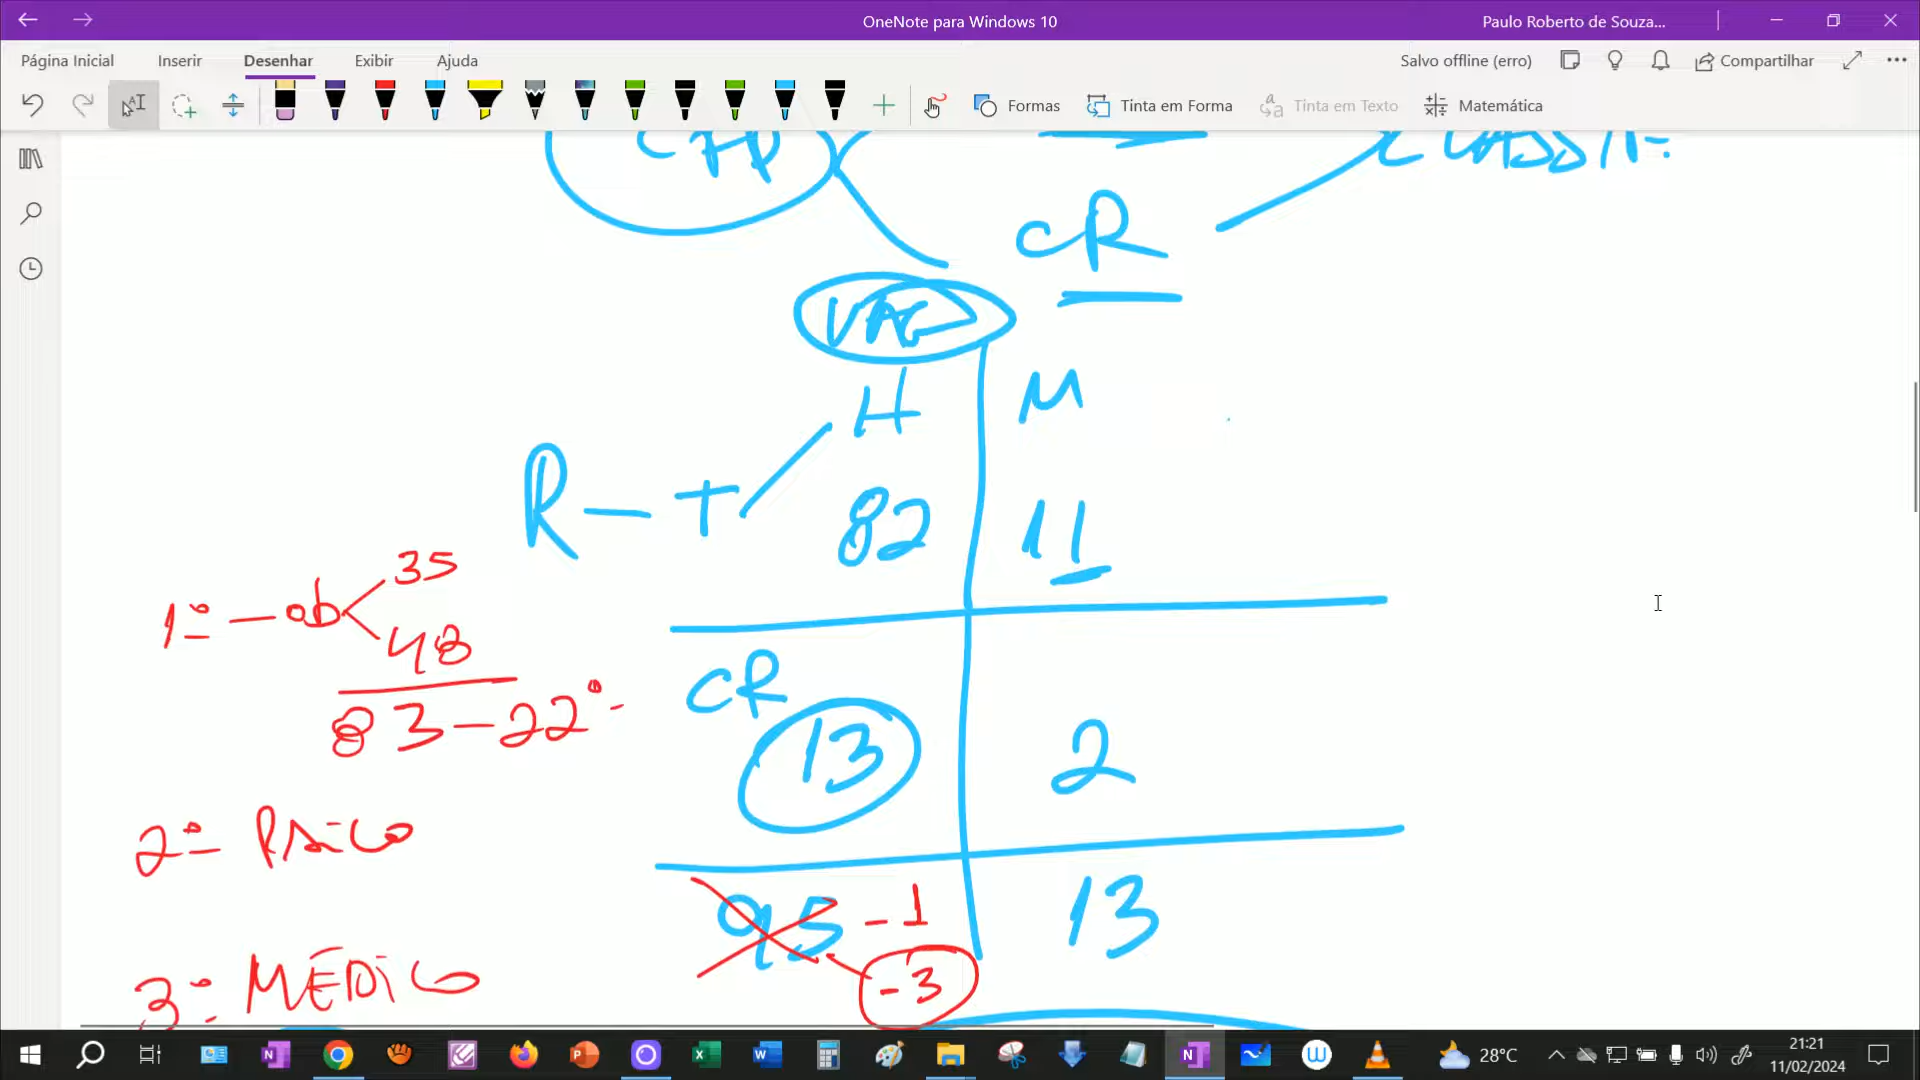 OneNote para Windows 10
Paulo Roberto de Souza...
Página Inicial Inserir Desenhar Exibir Ajuda
Salvo offline (erro) Compartilhar
Formas Tinta em Forma Tinta em Texto Matemática
CR
VAG
H M
R — T
82 11
1º — ob 35
48
83 — 22º -
CR
13 2
2º PSICO
95 -1 13
-3
3º MÉDICO
28°C
21:21
11/02/2024